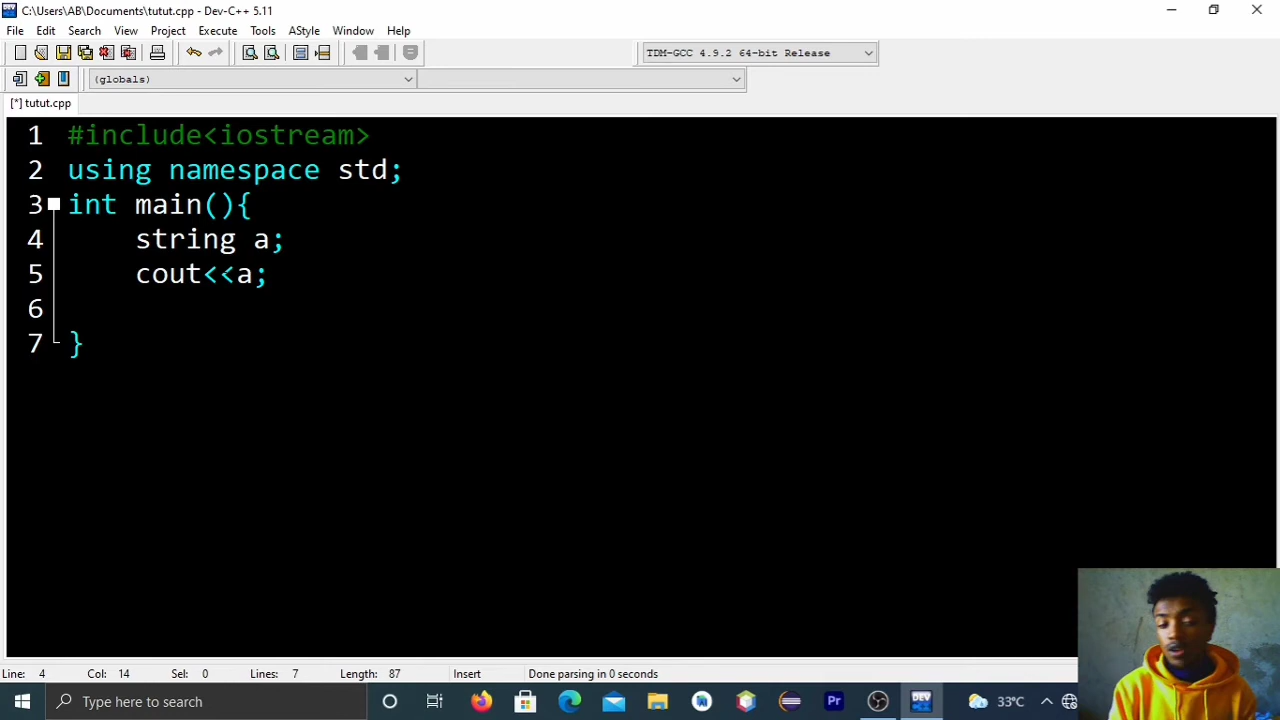 C:\Users\AB\Documents\tutut.cpp - Dev-C++ 5.11
File Edit Search View Project Execute Tools AStyle Window Help
TDM-GCC 4.9.2 64-bit Release
(globals)
[*] tutut.cpp
1 #include<iostream>
2 using namespace std;
3 int main(){
4 string a;
5 cout<<a;
6
7 }
Line: 4 Col: 14 Sel: 0 Lines: 7 Length: 87 Insert Done parsing in 0 seconds
Type here to search Pr DEV 33°C